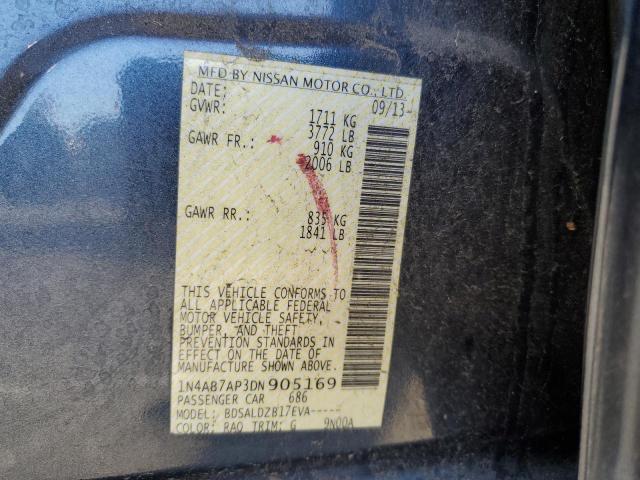 MFD BY NISSAN MOTOR CO., LTD.
DATE: 09/13
GVWR: 1711 KG
3772 LB
GAWR FR.: 910 KG
2006 LB
GAWR RR.: 835 KG
1841 LB
THIS VEHICLE CONFORMS TO
ALL APPLICABLE FEDERAL
MOTOR VEHICLE SAFETY,
BUMPER, AND THEFT
PREVENTION STANDARDS IN
EFFECT ON THE DATE OF
MANUFACTURE SHOWN ABOVE.
1N4AB7AP3DN905169
PASSENGER CAR 686
MODEL: BDSALDZB17EVA-----
COLOR: RAQ TRIM: G 9N00A